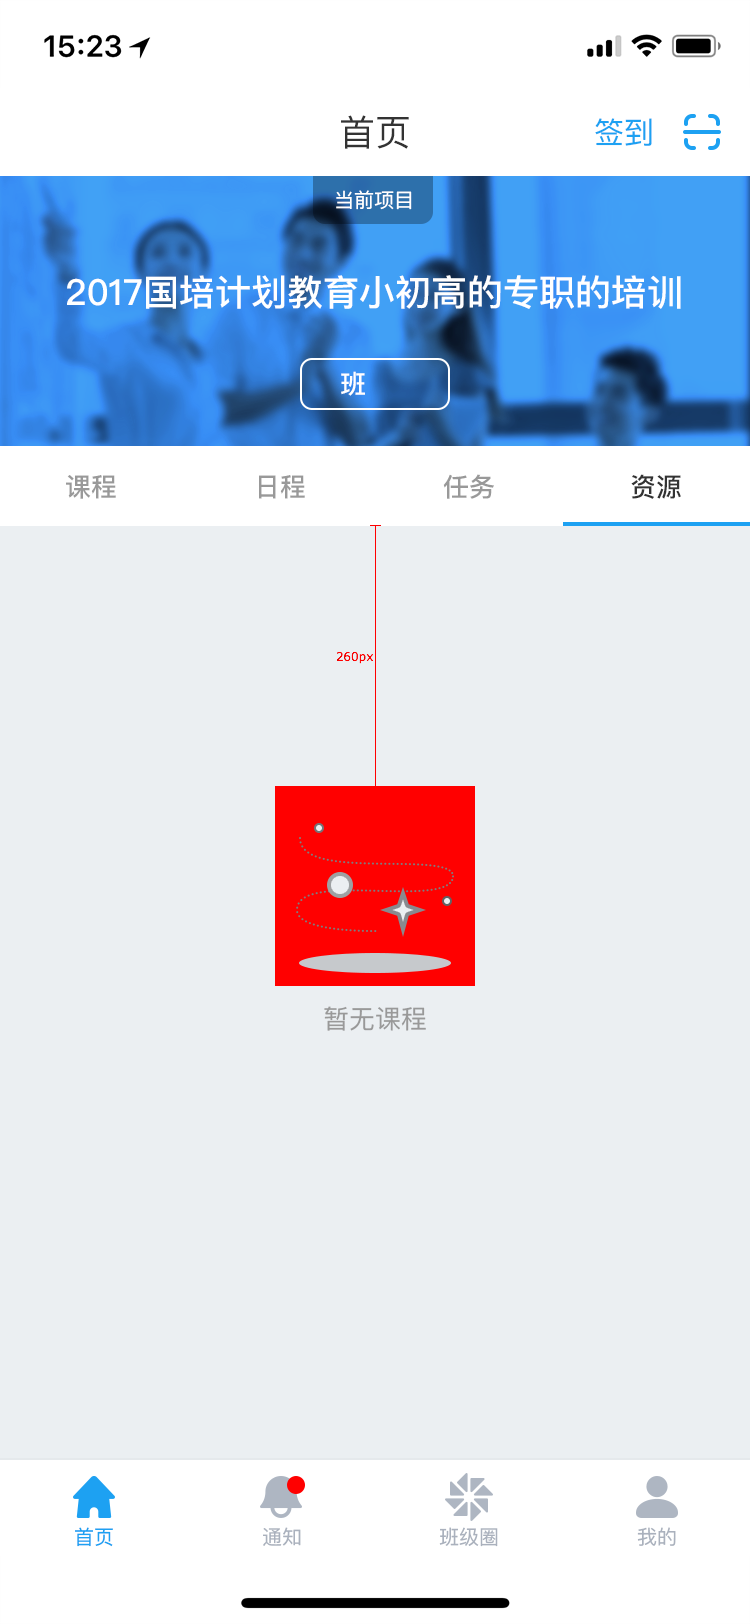 15:23
首页
签到
当前项目
2017国培计划教育小初高的专职的培训
班
课程
日程
任务
资源
260px
暂无课程
首页
通知
班级圈
我的